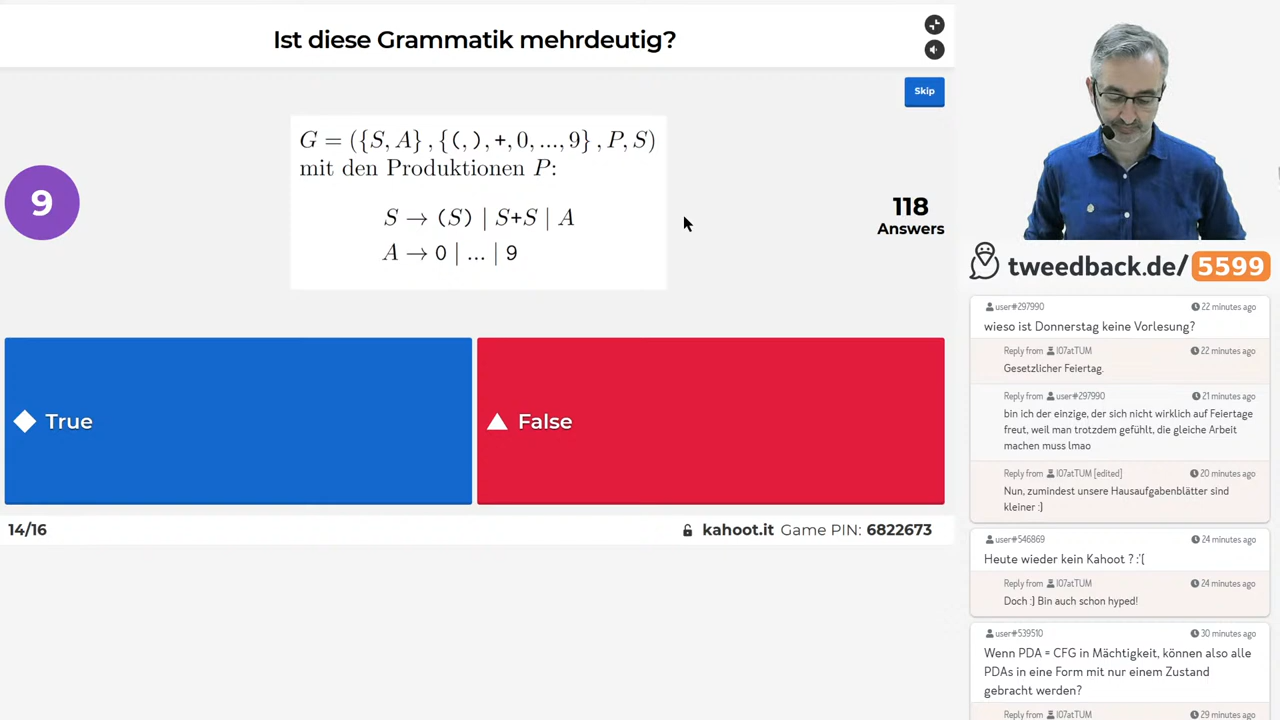 Ist diese Grammatik mehrdeutig?
Skip
G = ({S, A} , {(, ), +, 0, ..., 9} , P, S)
mit den Produktionen P:
S → (S) | S+S | A
A → 0 | ... | 9
9
118
Answers
True
False
14/16
kahoot.it Game PIN: 6822673
tweedback.de/ 5599
user#297990 22 minutes ago
wieso ist Donnerstag keine Vorlesung?
Reply from I07atTUM 22 minutes ago
Gesetzlicher Feiertag.
Reply from user#297990 21 minutes ago
bin ich der einzige, der sich nicht wirklich auf Feiertage
freut, weil man trotzdem gefühlt, die gleiche Arbeit
machen muss lmao
Reply from I07atTUM [edited] 20 minutes ago
Nun, zumindest unsere Hausaufgabenblätter sind
kleiner :)
user#546869 24 minutes ago
Heute wieder kein Kahoot ? :'(
Reply from I07atTUM 24 minutes ago
Doch :) Bin auch schon hyped!
user#539510 30 minutes ago
Wenn PDA = CFG in Mächtigkeit, können also alle
PDAs in eine Form mit nur einem Zustand
gebracht werden?
Reply from I07atTUM 29 minutes ago